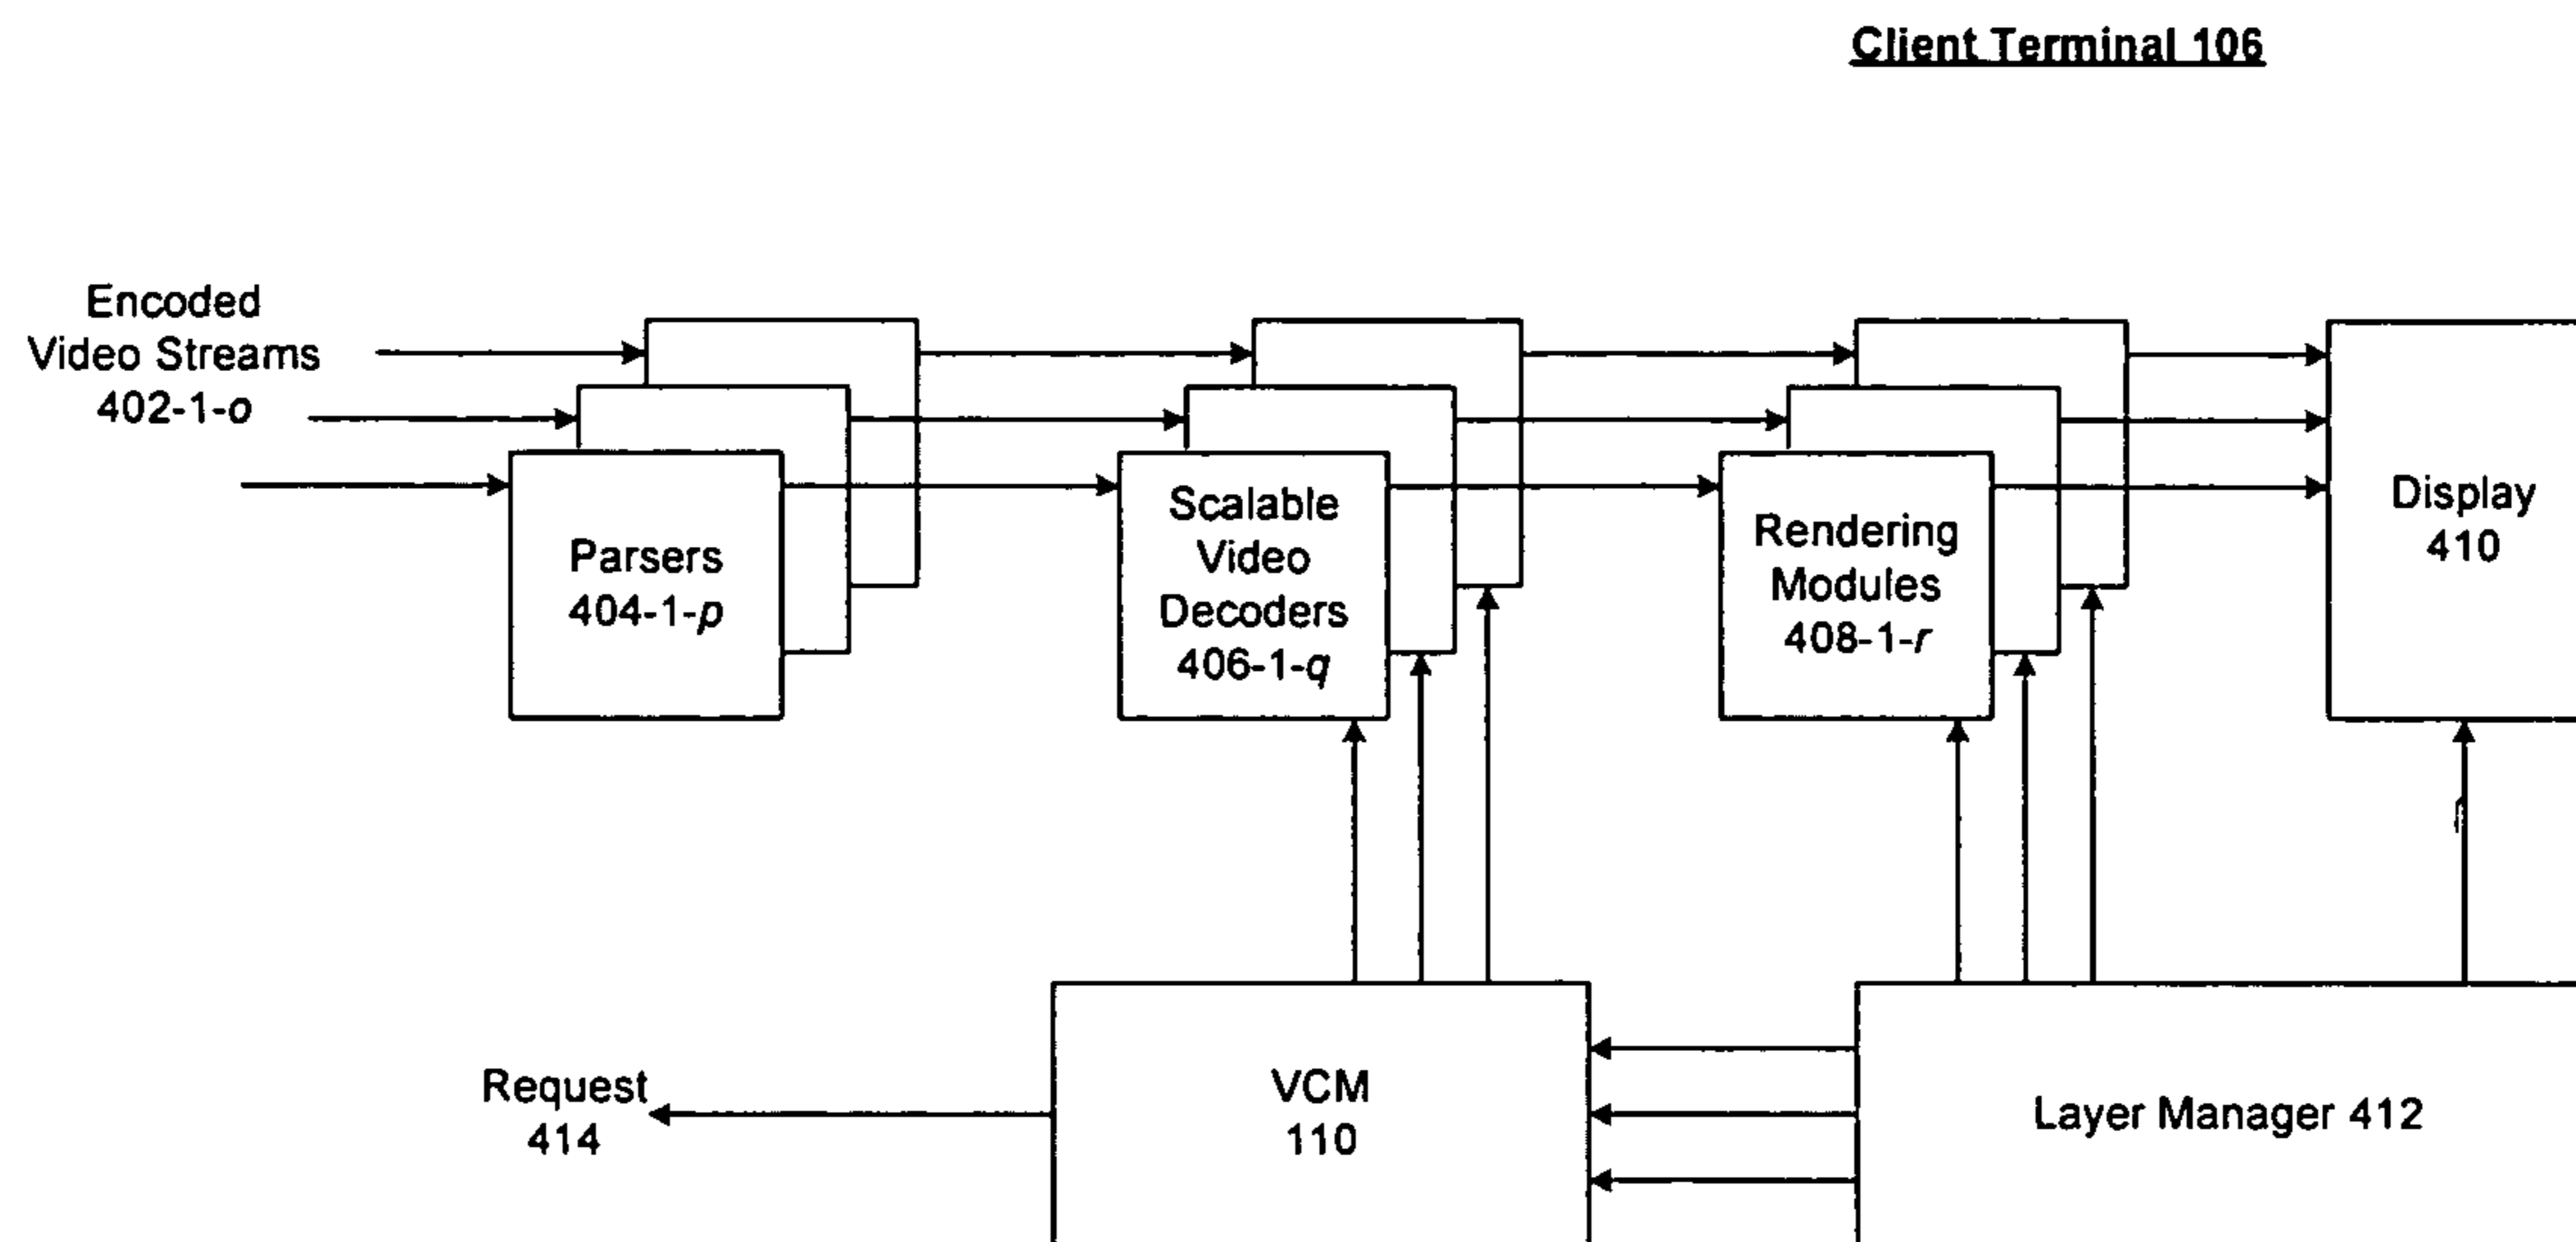 Client Terminal 106
Encoded
Video Streams
402-1-o
Parsers
404-1-p
Scalable
Video
Decoders
406-1-q
Rendering
Modules
408-1-r
Display
410
Request
414
VCM
110
Layer Manager 412